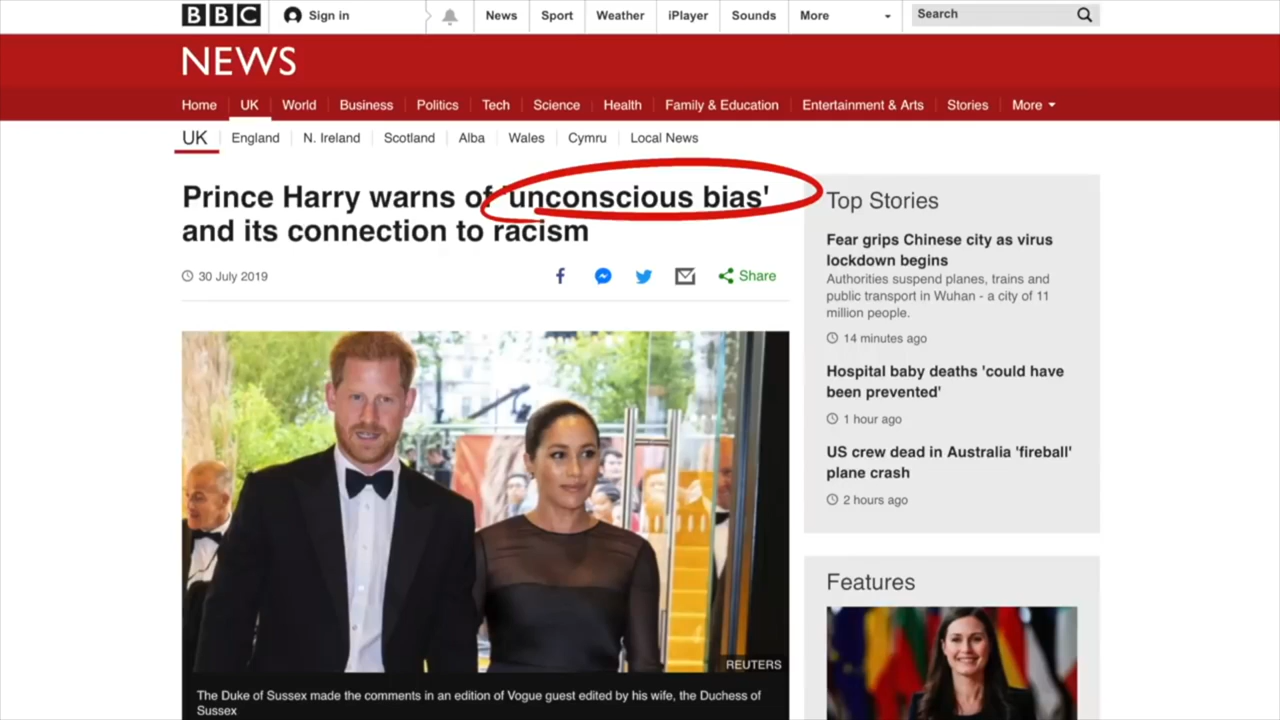 BBC Sign in News Sport Weather iPlayer Sounds More Search
NEWS
Home UK World Business Politics Tech Science Health Family & Education Entertainment & Arts Stories More
UK England N. Ireland Scotland Alba Wales Cymru Local News
Prince Harry warns of 'unconscious bias'
and its connection to racism
30 July 2019 Share
REUTERS
The Duke of Sussex made the comments in an edition of Vogue guest edited by his wife, the Duchess of
Sussex
Top Stories
Fear grips Chinese city as virus
lockdown begins
Authorities suspend planes, trains and
public transport in Wuhan - a city of 11
million people.
14 minutes ago
Hospital baby deaths 'could have
been prevented'
1 hour ago
US crew dead in Australia 'fireball'
plane crash
2 hours ago
Features